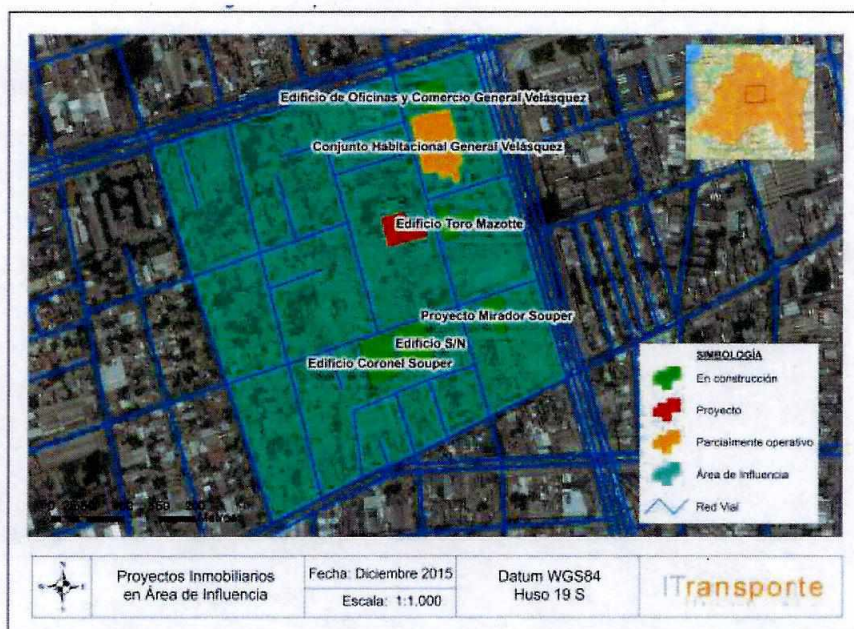 Edificio de Oficinas y Comercio General Velásquez
Conjunto Habitacional General Velásquez
Edificio Toro Mazotte
Proyecto Mirador Souper
Edificio S/N
Edificio Coronel Souper
SIMBOLOGÍA
En construcción
Proyecto
Parcialmente operativo
Área de Influencia
Red Vial
Proyectos Inmobiliarios
en Área de Influencia
Fecha: Diciembre 2015
Escala: 1:1.000
Datum WGS84
Huso 19 S
ITransporte